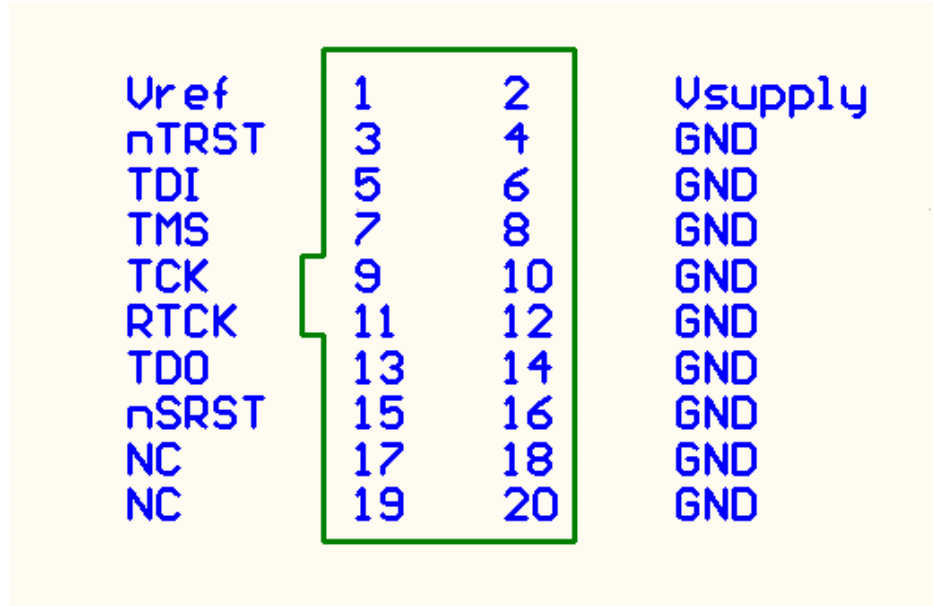 Vref 1 2 Vsupply
nTRST 3 4 GND
TDI 5 6 GND
TMS 7 8 GND
TCK 9 10 GND
RTCK 11 12 GND
TDO 13 14 GND
nSRST 15 16 GND
NC 17 18 GND
NC 19 20 GND